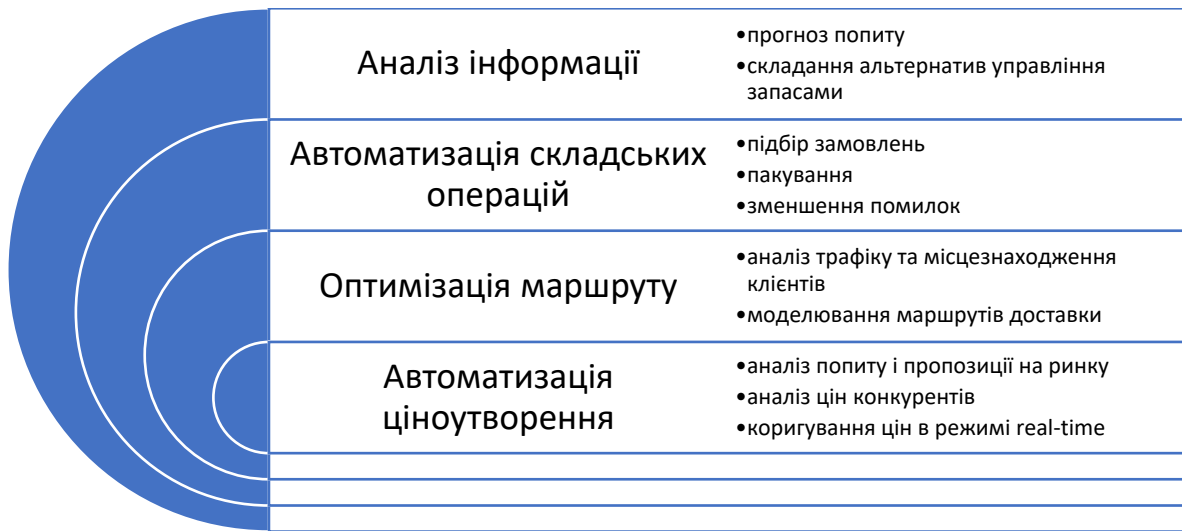 Аналіз інформації
•прогноз попиту
•складання альтернатив управління
запасами
Автоматизація складських
операцій
•підбір замовлень
•пакування
•зменшення помилок
Оптимізація маршруту
•аналіз трафіку та місцезнаходження
клієнтів
•моделювання маршрутів доставки
Автоматизація
ціноутворення
•аналіз попиту і пропозиції на ринку
•аналіз цін конкурентів
•коригування цін в режимі real-time